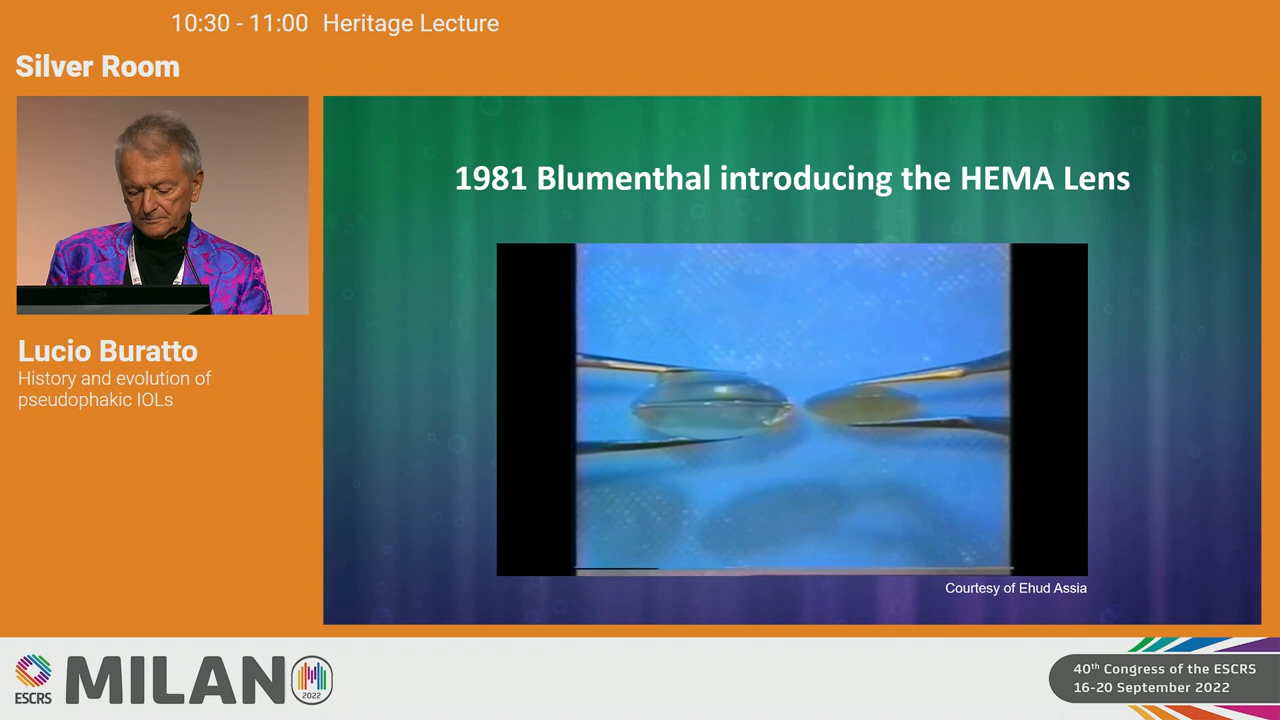 10:30 - 11:00 Heritage Lecture
Silver Room
Lucio Buratto
History and evolution of
pseudophakic IOLs
1981 Blumenthal introducing the HEMA Lens
Courtesy of Ehud Assia
ESCRS
MILANO
2022
40th Congress of the ESCRS
16-20 September 2022